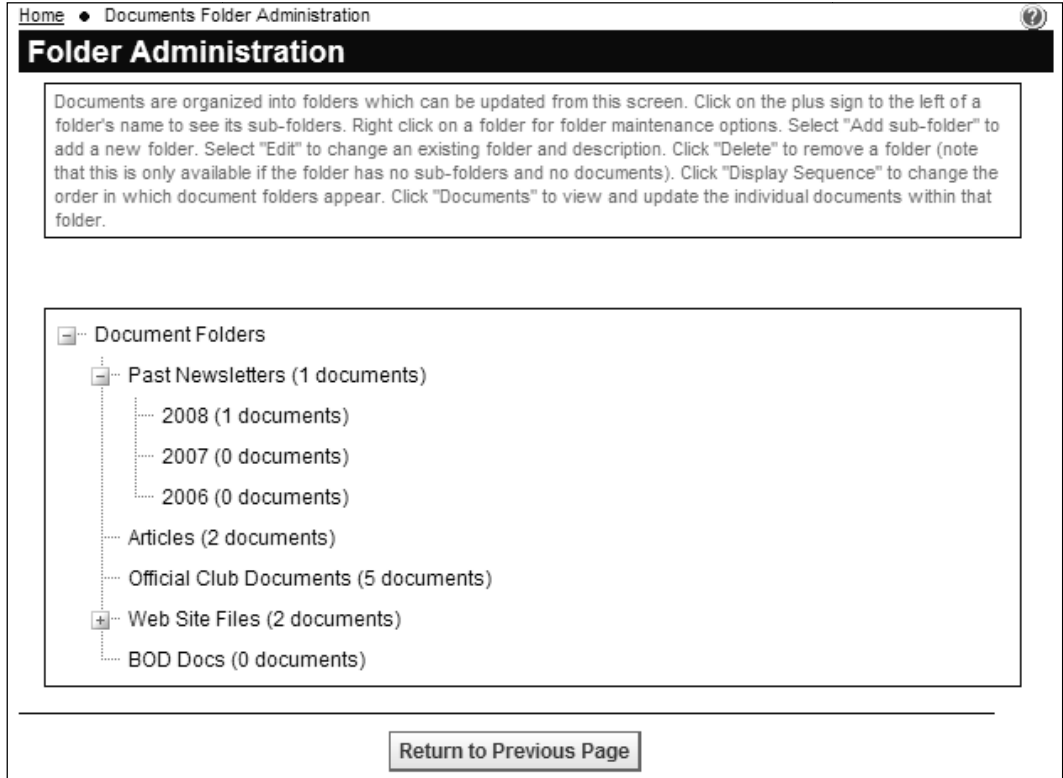 Home ● Documents Folder Administration
Folder Administration
Documents are organized into folders which can be updated from this screen. Click on the plus sign to the left of a
folder's name to see its sub-folders. Right click on a folder for folder maintenance options. Select "Add sub-folder" to
add a new folder. Select "Edit" to change an existing folder and description. Click "Delete" to remove a folder (note
that this is only available if the folder has no sub-folders and no documents). Click "Display Sequence" to change the
order in which document folders appear. Click "Documents" to view and update the individual documents within that
folder.
Document Folders
Past Newsletters (1 documents)
2008 (1 documents)
2007 (0 documents)
2006 (0 documents)
Articles (2 documents)
Official Club Documents (5 documents)
Web Site Files (2 documents)
BOD Docs (0 documents)
Return to Previous Page